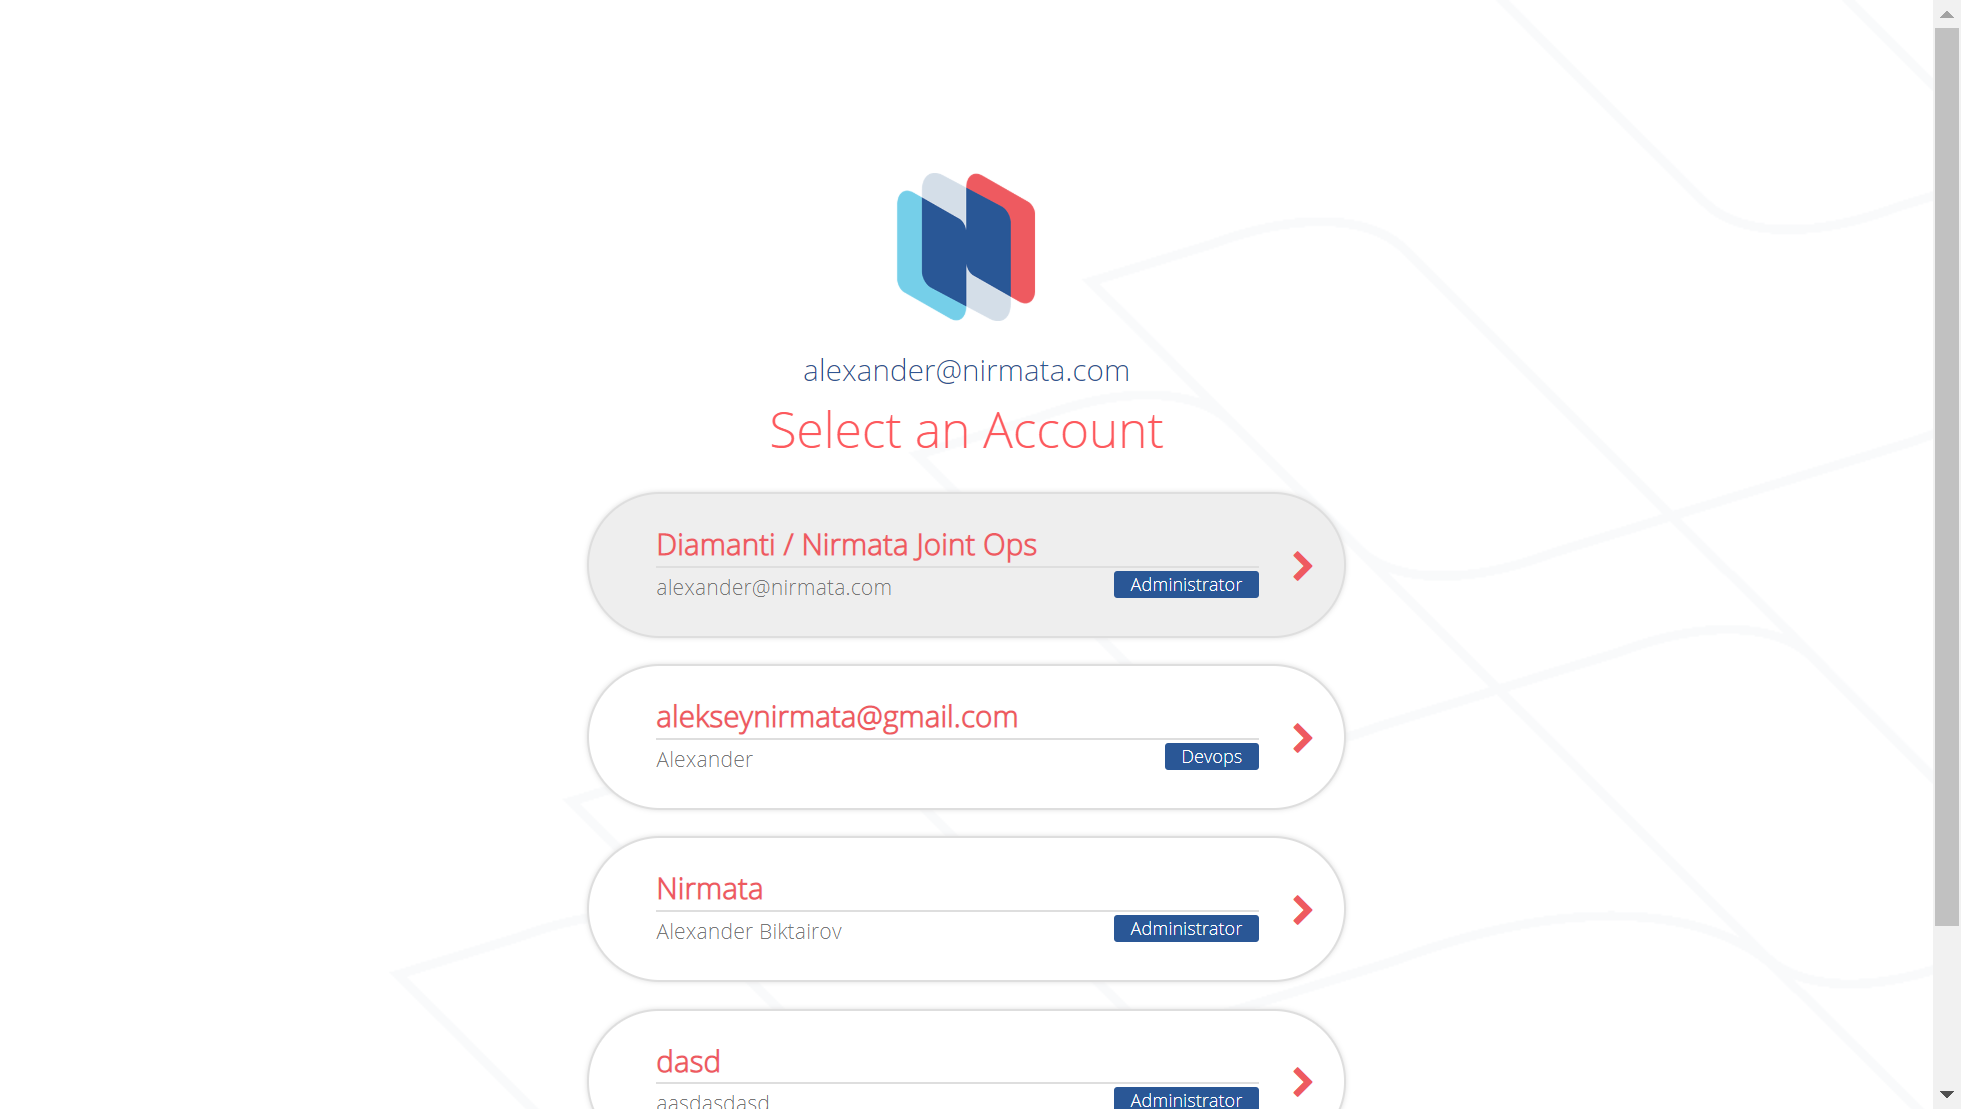 alexander@nirmata.com
Select an Account
Diamanti / Nirmata Joint Ops
alexander@nirmata.com
Administrator
alekseynirmata@gmail.com
Alexander
Devops
Nirmata
Alexander Biktairov
Administrator
dasd
aasdasdasd
Administrator